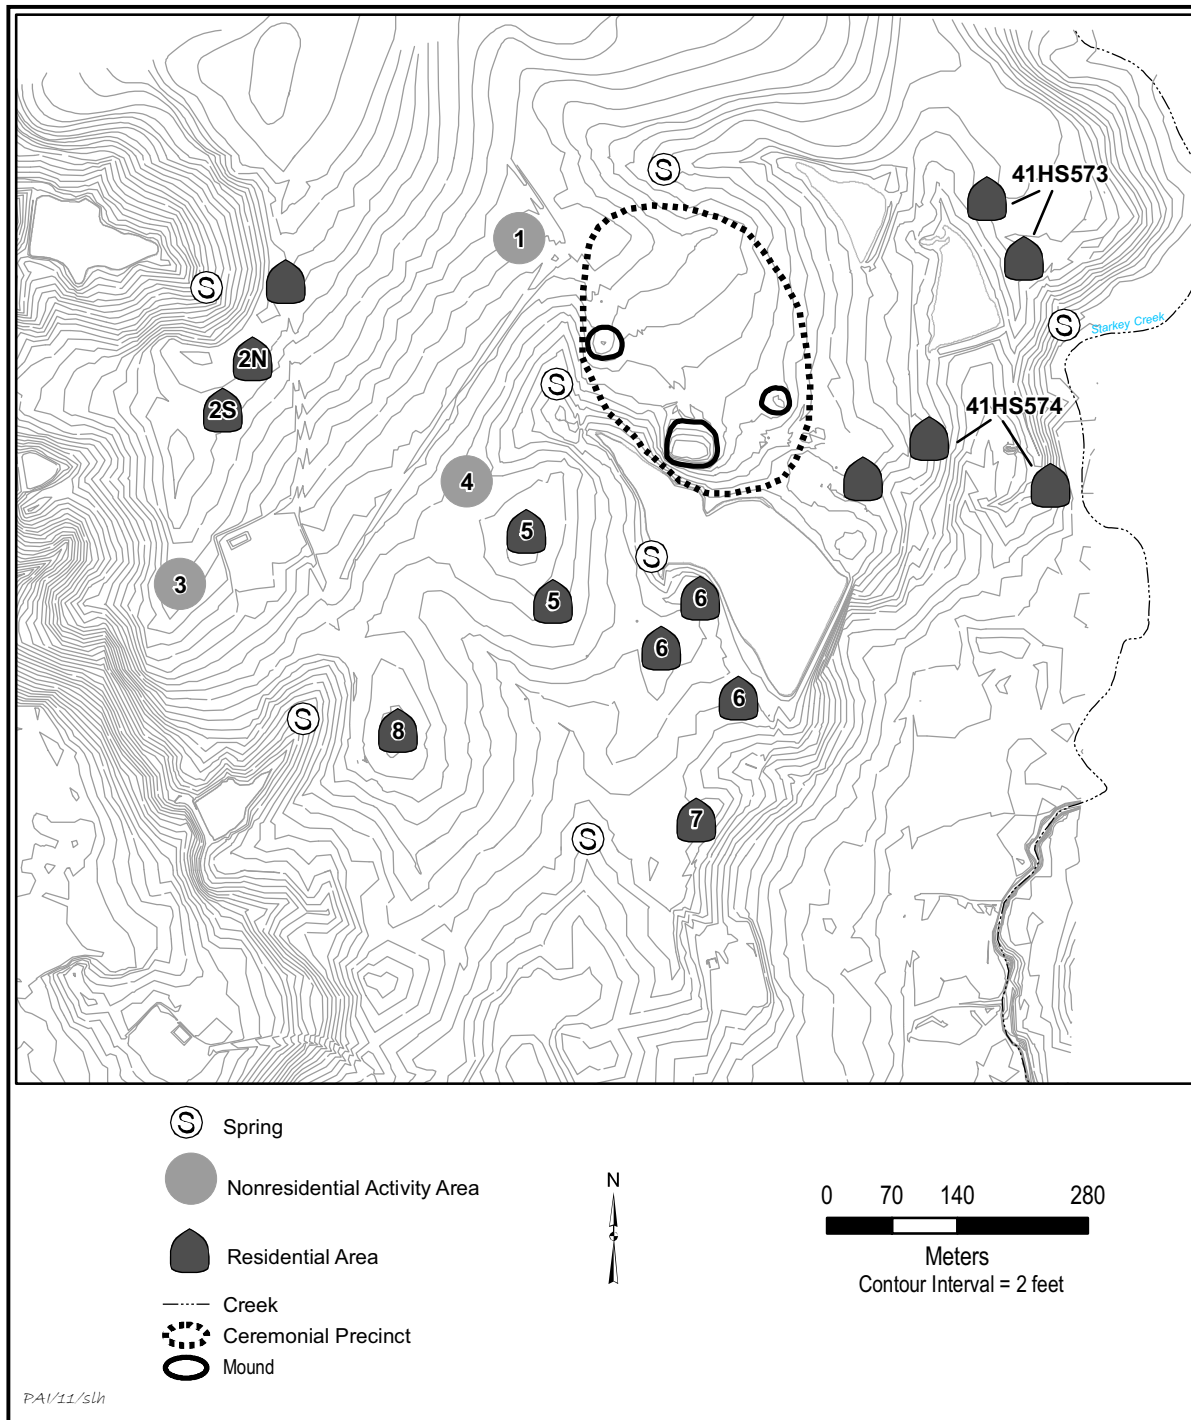 S
41HS573
1
S
S
Starkey Creek
2N
S
2S
41HS574
4
5
S
3
5
6
6
6
S
8
7
S
S Spring
Nonresidential Activity Area
N
0 70 140 280
Residential Area
Meters
Contour Interval = 2 feet
Creek
Ceremonial Precinct
Mound
PAI/11/slh